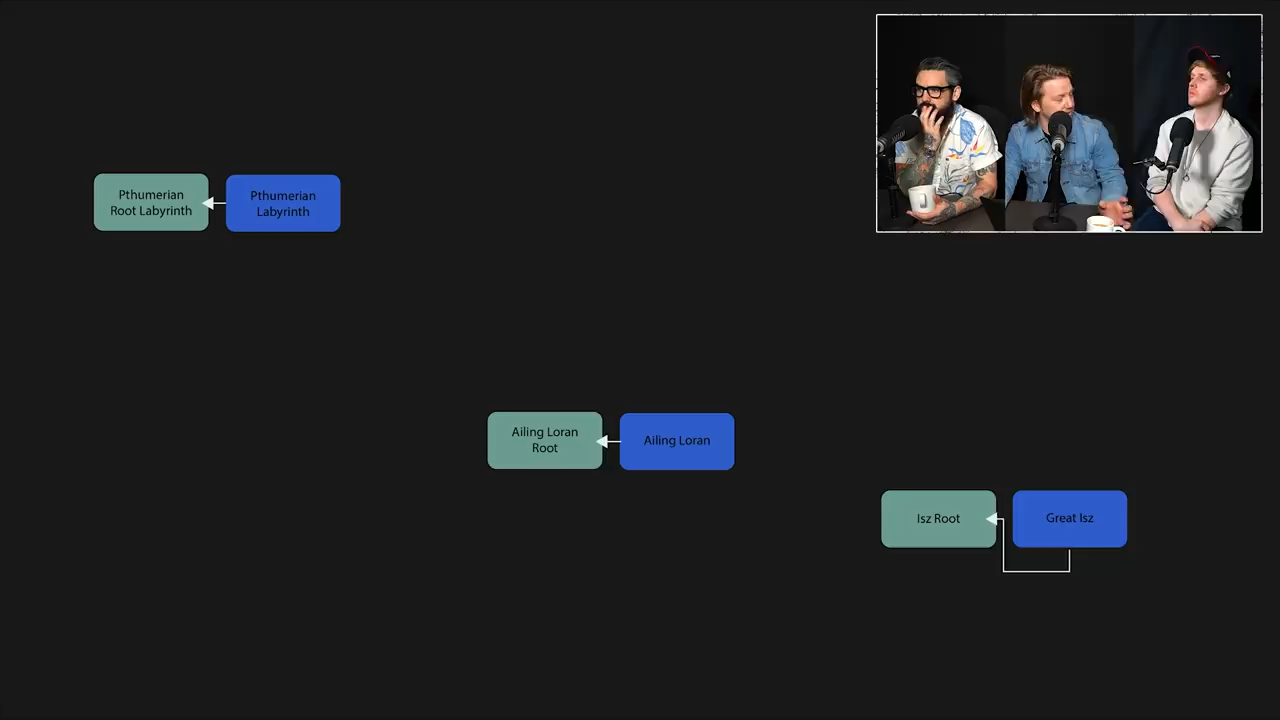 Pthumerian
Root Labyrinth
Pthumerian
Labyrinth
Ailing Loran
Root
Ailing Loran
Isz Root
Great Isz